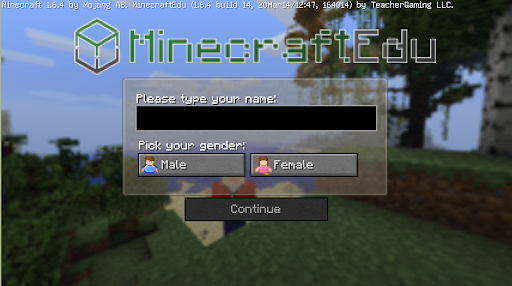 Minecraft 1.6.4 by Mojang AB. MinecraftEdu (1.6.4 build 14, 20Mar14/12:47, 164014) by TeacherGaming LLC.
MinecraftEdu
Please type your name:
Pick your gender:
Male Female
Continue